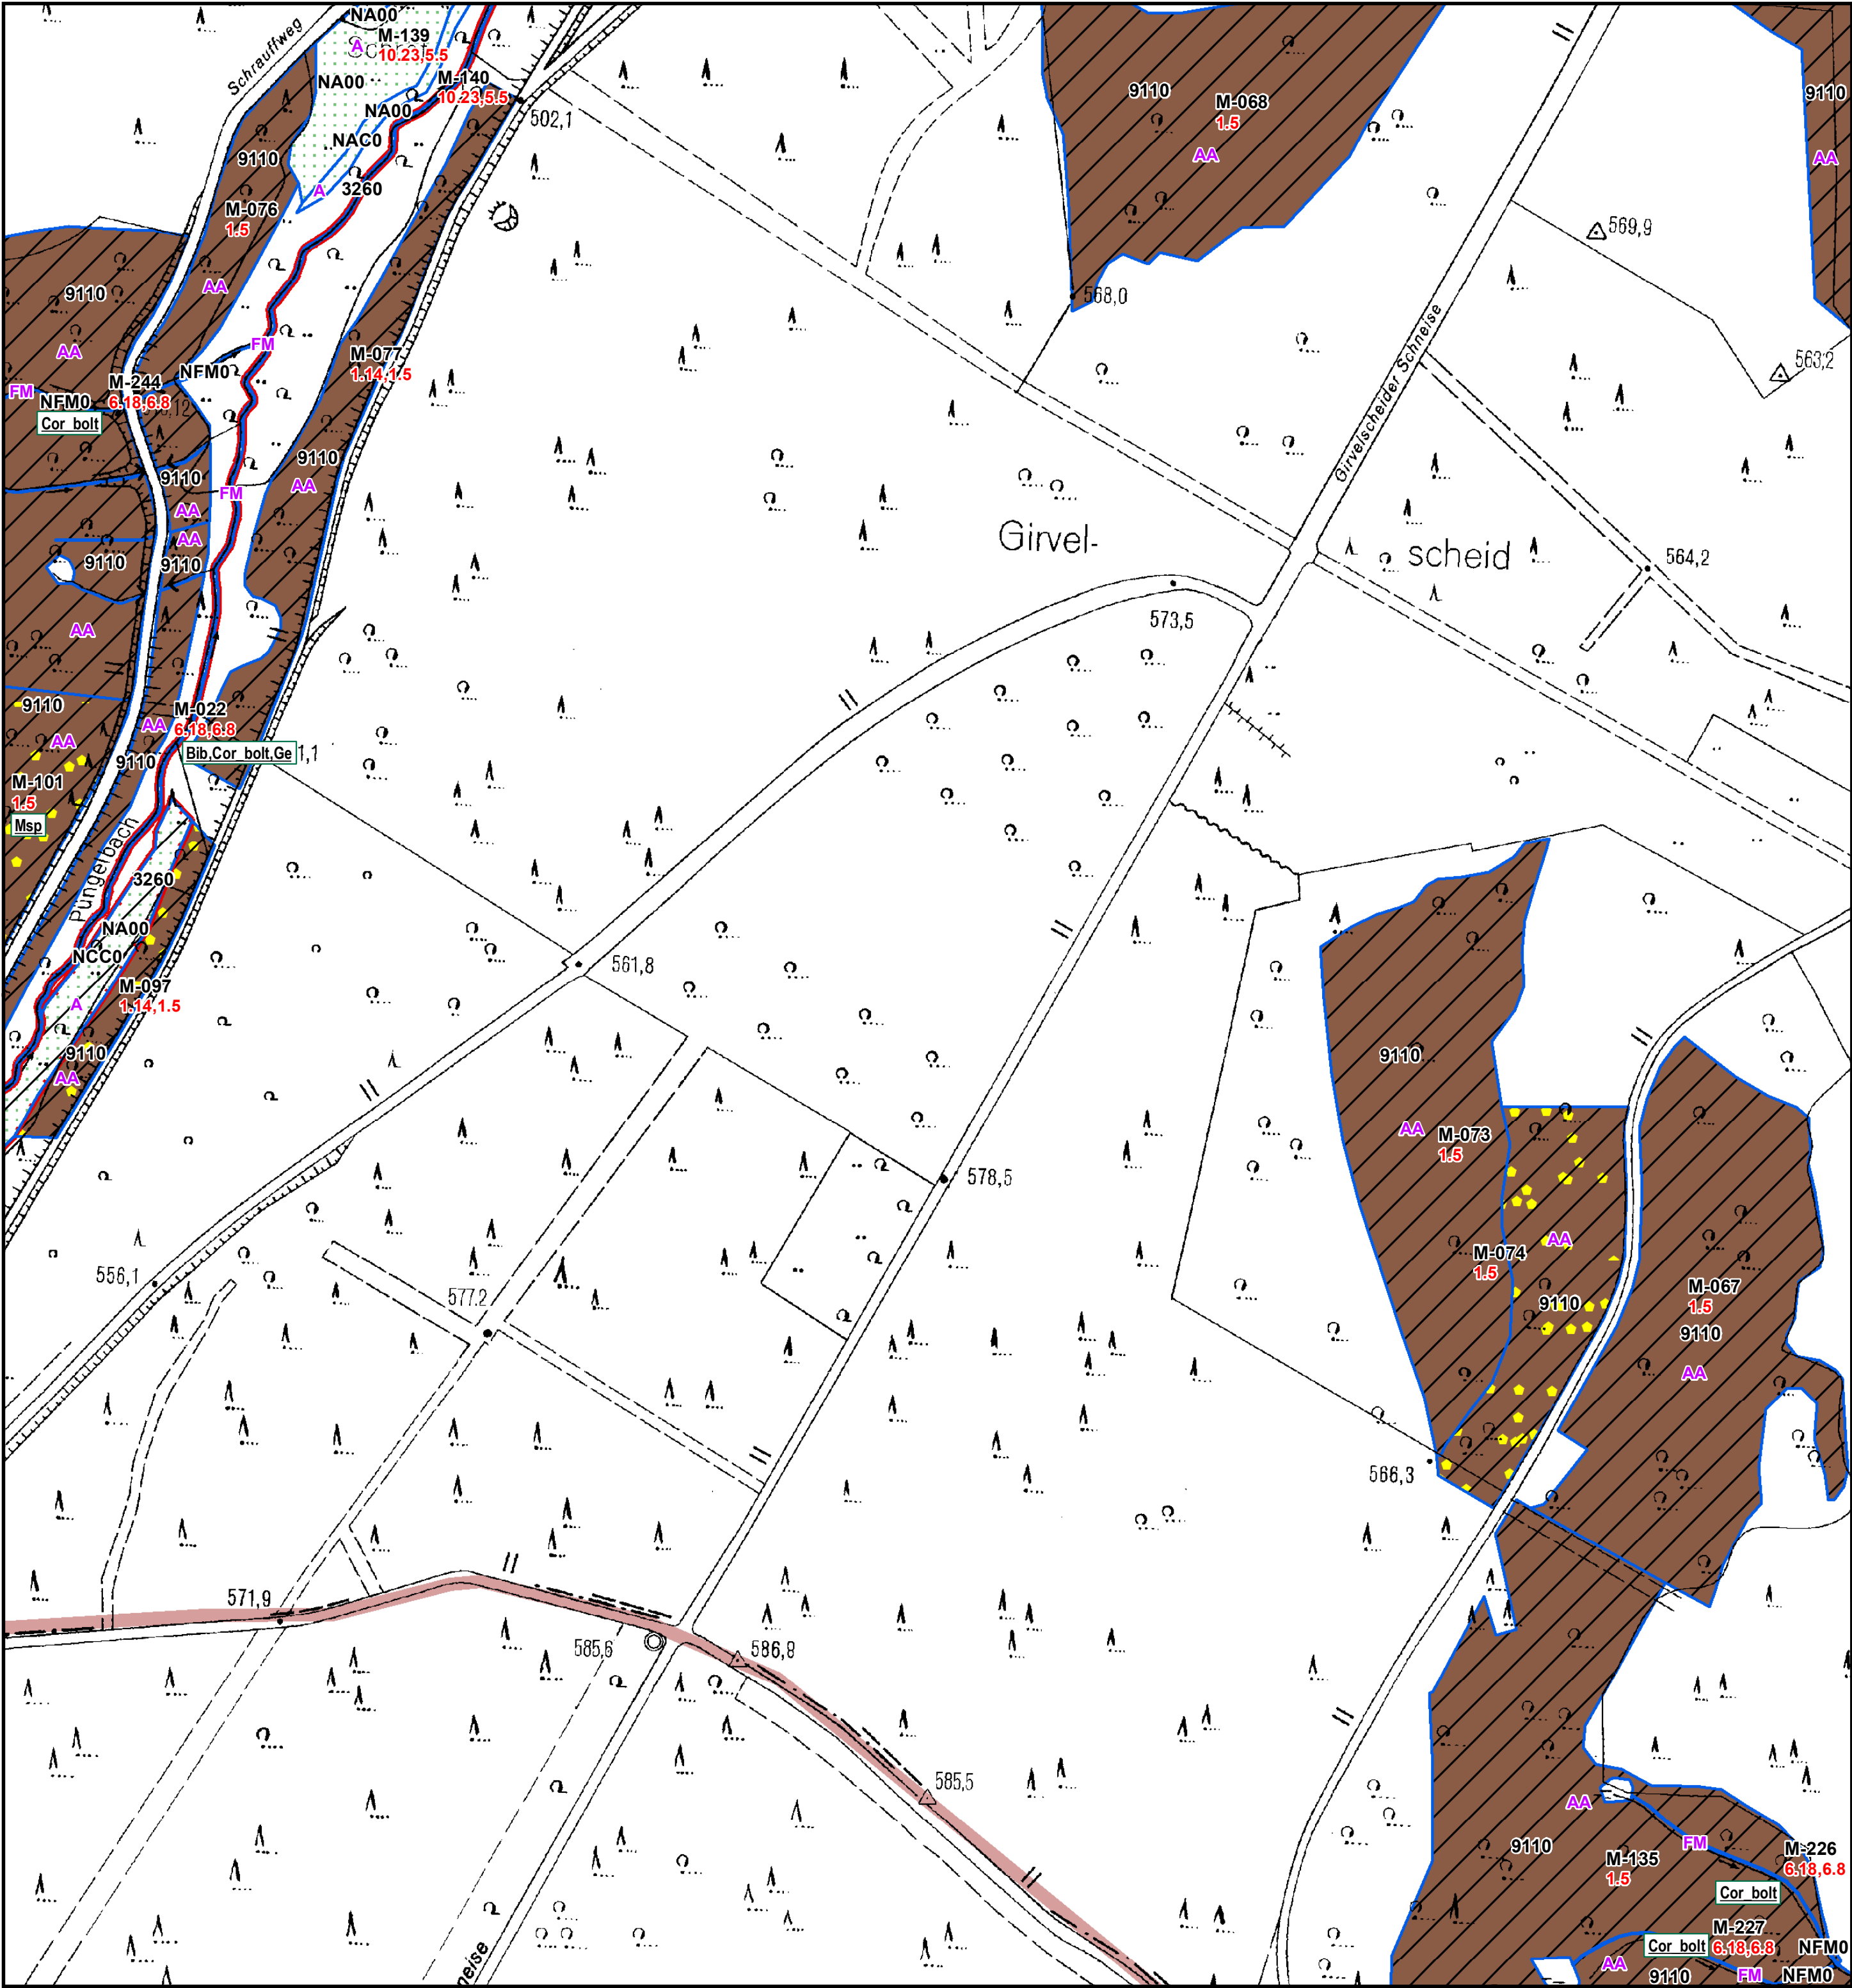 NA00
M-139
A
10.23,5.5
Schrauffweg
NA00
M-140
10.23,5.5
NA00
502,1
NAC0
9110
A
3260
M-076
1.5
AA
9110
AA
FM
M-077
1.14,1.5
NFM0
M-244
6.18,6.8
FM
NFM0
Cor_bolt
9110
AA
9110
AA
FM
AA
9110
9110
AA
9110
AA
M-022
6.18,6.8
AA
Bib,Cor_bolt,Ge
1,1
9110
M-101
1.5
Msp
Pungelbach
3260
NA00
NCC0
M-097
1.14,1.5
A
9110
AA
9110
M-068
1.5
AA
9110
AA
569,9
568,0
563,2
Girvelscheider Schneise
Girvel-
scheid
564,2
573,5
561,8
9110
AA
M-073
1.5
578,5
M-074
1.5
AA
9110
M-067
1.5
9110
AA
556,1
577,2
566,3
571,9
585,6
586,8
585,5
AA
9110
M-135
1.5
FM
M-226
6.18,6.8
Cor_bolt
M-227
6.18,6.8
Cor_bolt
NFM0
AA
9110
FM
NFM0
neise